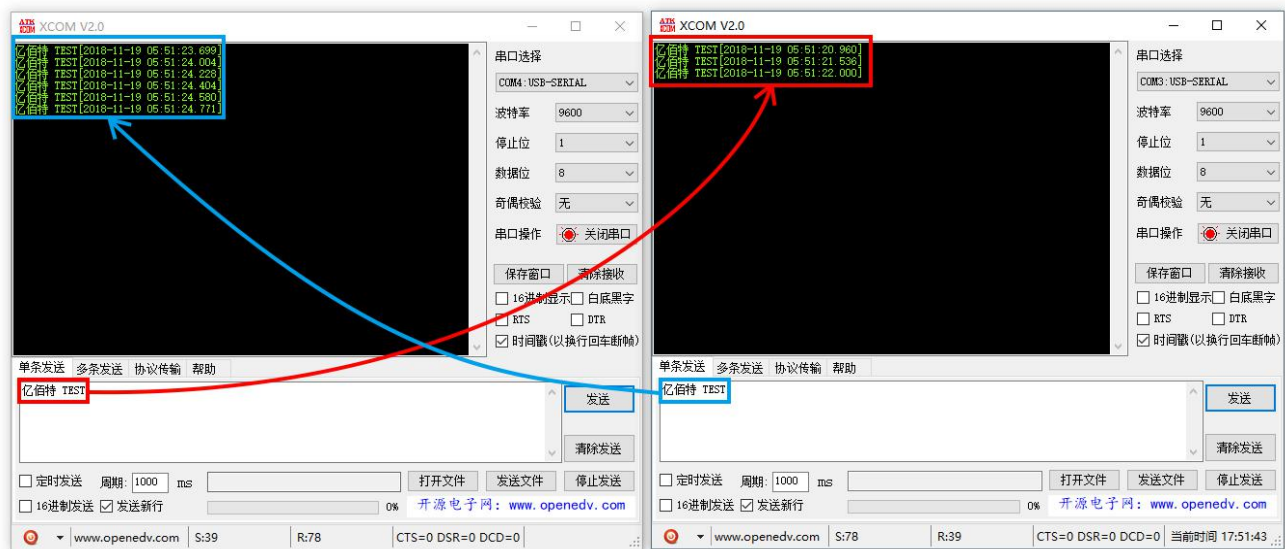 ATK XCOM XCOM V2.0
亿佰特 TEST[2018-11-19 05:51:23.699]
亿佰特 TEST[2018-11-19 05:51:24.004]
亿佰特 TEST[2018-11-19 05:51:24.228]
亿佰特 TEST[2018-11-19 05:51:24.404]
亿佰特 TEST[2018-11-19 05:51:24.580]
亿佰特 TEST[2018-11-19 05:51:24.771]
串口选择
COM4:USB-SERIAL
波特率 9600
停止位 1
数据位 8
奇偶校验 无
串口操作 关闭串口
保存窗口 清除接收
16进制显示 白底黑字
RTS DTR
时间戳(以换行回车断帧)
单条发送 多条发送 协议传输 帮助
亿佰特 TEST
发送
清除发送
定时发送 周期: 1000 ms 打开文件 发送文件 停止发送
16进制发送 发送新行 0% 开源电子网: www.openedv.com
www.openedv.com S:39 R:78 CTS=0 DSR=0 DCD=0
ATK XCOM XCOM V2.0
亿佰特 TEST[2018-11-19 05:51:20.960]
亿佰特 TEST[2018-11-19 05:51:21.536]
亿佰特 TEST[2018-11-19 05:51:22.000]
串口选择
COM3:USB-SERIAL
波特率 9600
停止位 1
数据位 8
奇偶校验 无
串口操作 关闭串口
保存窗口 清除接收
16进制显示 白底黑字
RTS DTR
时间戳(以换行回车断帧)
单条发送 多条发送 协议传输 帮助
亿佰特 TEST
发送
清除发送
定时发送 周期: 1000 ms 打开文件 发送文件 停止发送
16进制发送 发送新行 0% 开源电子网: www.openedv.com
www.openedv.com S:78 R:39 CTS=0 DSR=0 DCD=0 当前时间 17:51:43